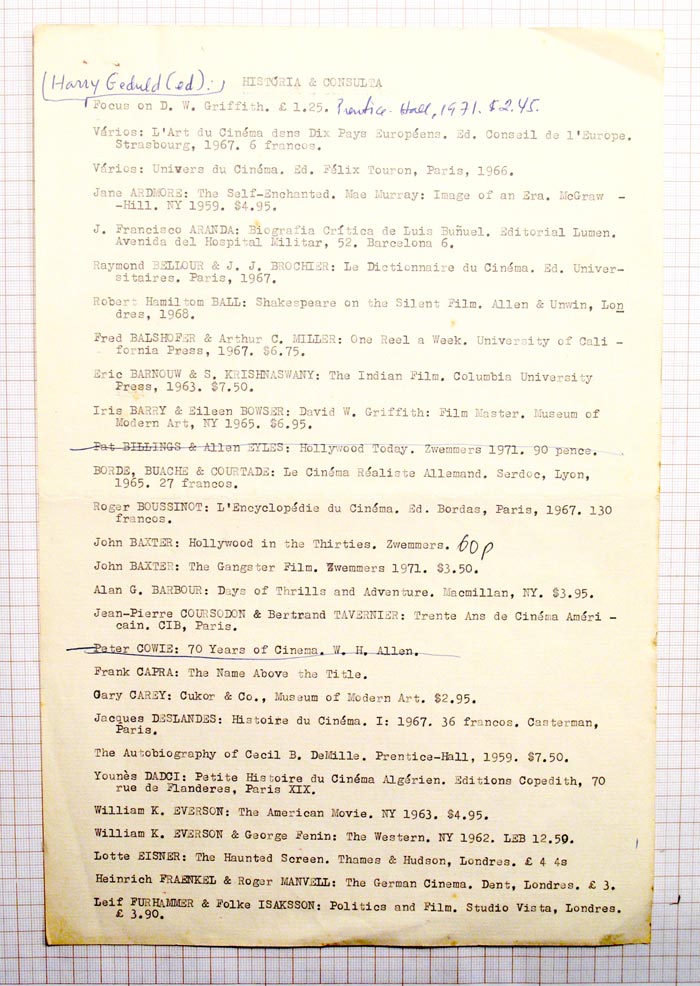 (Harry Geduld (ed). HISTÓRIA & CONSULTA
Focus on D. W. Griffith. £ 1.25. Prentice-Hall, 1971. $2.45.
Vários: L'Art du Cinéma dsns Dix Pays Européens. Ed. Conseil de l'Europe.
Strasbourg, 1967. 6 francos.
Vários: Univers du Cinéma. Ed. Félix Touron, Paris, 1966.
Jane ARDMORE: The Self-Enchanted. Mae Murray: Image of an Era. McGraw -
-Hill. NY 1959. $4.95.
J. Francisco ARANDA: Biografia Crítica de Luis Buñuel. Editorial Lumen.
Avenida del Hospital Militar, 52. Barcelona 6.
Raymond BELLOUR & J. J. BROCHIER: Le Dictionnaire du Cinéma. Ed. Univer-
sitaires. Paris, 1967.
Robert Hamiltom BALL: Shakespeare on the Silent Film. Allen & Unwin, Lon
dres, 1968.
Fred BALSHOFER & Arthur C. MILLER: One Reel a Week. University of Cali -
fornia Press, 1967. $6.75.
Eric BARNOUW & S. KRISHNASWANY: The Indian Film. Columbia University
Press, 1963. $7.50.
Iris BARRY & Eileen BOWSER: David W. Griffith: Film Master. Museum of
Modern Art, NY 1965. $6.95.
Pat BILLINGS & Allen EYLES: Hollywood Today. Zwemmers 1971. 90 pence.
BORDE, BUACHE & COURTADE: Le Cinéma Réaliste Allemand. Serdoc, Lyon,
1965. 27 francos.
Roger BOUSSINOT: L'Encyclopédie du Cinéma. Ed. Bordas, Paris, 1967. 130
francos.
John BAXTER: Hollywood in the Thirties. Zwemmers. 60p
John BAXTER: The Gangster Film. Zwemmers 1971. $3.50.
Alan G. BARBOUR: Days of Thrills and Adventure. Macmillan, NY. $3.95.
Jean-Pierre COURSODON & Bertrand TAVERNIER: Trente Ans de Cinéma Améri -
cain. CIB, Paris.
Peter COWIE: 70 Years of Cinema. W. H. Allen.
Frank CAPRA: The Name Above the Title.
Gary CAREY: Cukor & Co., Museum of Modern Art. $2.95.
Jacques DESLANDES: Histoire du Cinéma. I: 1967. 36 francos. Casterman,
Paris.
The Autobiography of Cecil B. DeMille. Prentice-Hall, 1959. $7.50.
Younès DADCI: Petite Histoire du Cinéma Algérien. Editions Copedith, 70
rue de Flanderes, Paris XIX.
William K. EVERSON: The American Movie. NY 1963. $4.95.
William K. EVERSON & George Fenin: The Western. NY 1962. LEB 12.50.
Lotte EISNER: The Haunted Screen. Thames & Hudson, Londres. £ 4 4s
Heinrich FRAENKEL & Roger MANVELL: The German Cinema. Dent, Londres. £ 3.
Leif FURHAMMER & Folke ISAKSSON: Politics and Film. Studio Vista, Londres.
£ 3.90.